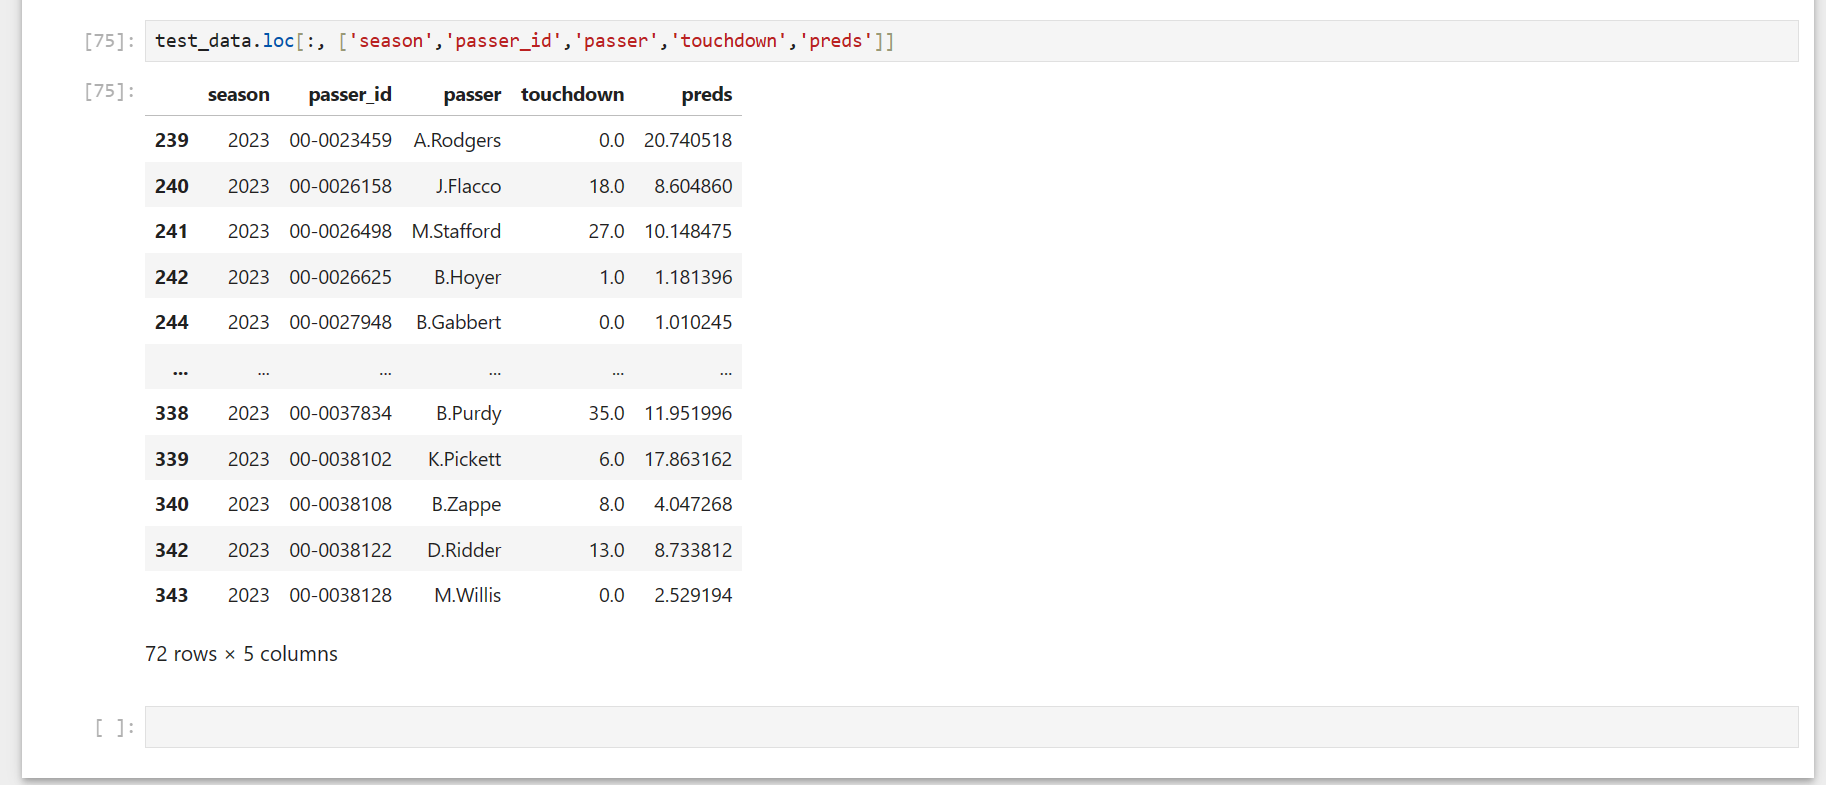 [75]: test_data.loc[:, ['season','passer_id','passer','touchdown','preds']]
[75]:
season passer_id passer touchdown preds
239 2023 00-0023459 A.Rodgers 0.0 20.740518
240 2023 00-0026158 J.Flacco 18.0 8.604860
241 2023 00-0026498 M.Stafford 27.0 10.148475
242 2023 00-0026625 B.Hoyer 1.0 1.181396
244 2023 00-0027948 B.Gabbert 0.0 1.010245
... ... ... ... ... ...
338 2023 00-0037834 B.Purdy 35.0 11.951996
339 2023 00-0038102 K.Pickett 6.0 17.863162
340 2023 00-0038108 B.Zappe 8.0 4.047268
342 2023 00-0038122 D.Ridder 13.0 8.733812
343 2023 00-0038128 M.Willis 0.0 2.529194
72 rows × 5 columns
[ ]: